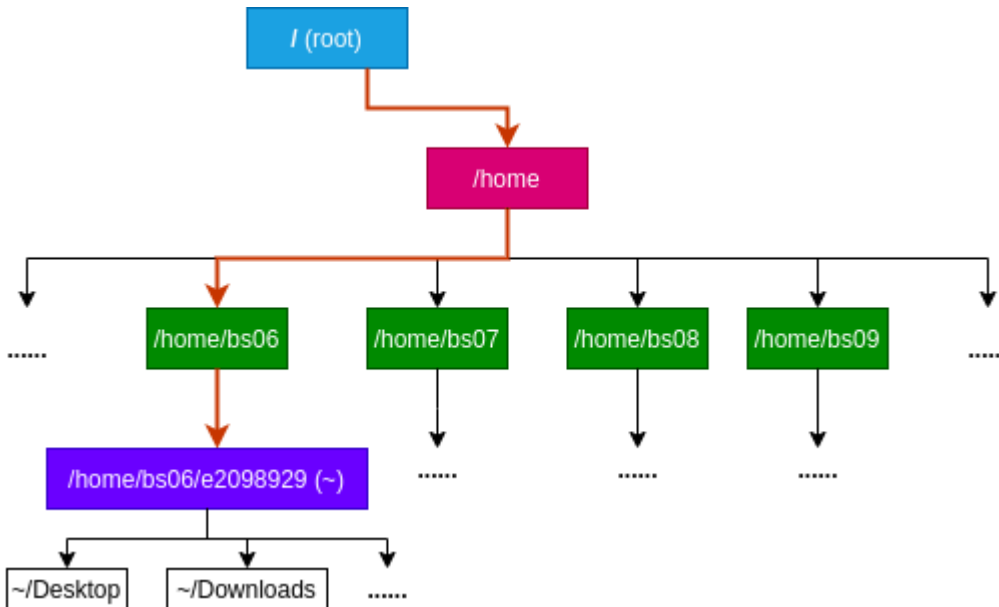 / (root)
/home
...... /home/bs06 /home/bs07 /home/bs08 /home/bs09 ......
/home/bs06/e2098929 (~) ...... ...... ......
~/Desktop ~/Downloads ......